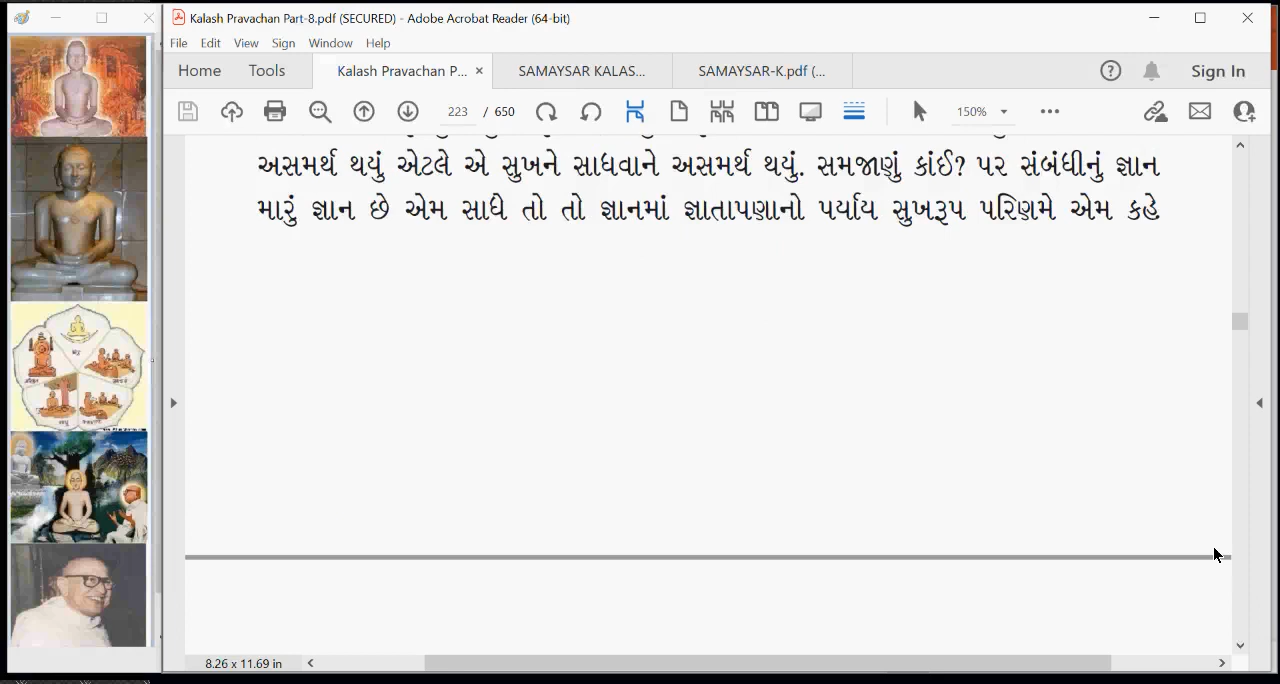 Kalash Pravachan Part-8.pdf (SECURED) - Adobe Acrobat Reader (64-bit)
File Edit View Sign Window Help
Home Tools Kalash Pravachan P... × SAMAYSAR KALAS... SAMAYSAR-K.pdf (... Sign In
223 / 650 150%
અસમર્થ થયું એટલે એ સુખને સાધવાને અસમર્થ થયું. સમજાણું કાંઈ? પર સંબંધીનું જ્ઞાન
મારું જ્ઞાન છે એમ સાધે તો તો જ્ઞાનમાં જ્ઞાતાપણાનો પર્યાય સુખરૂપ પરિણમે એમ કહે
8.26 x 11.69 in